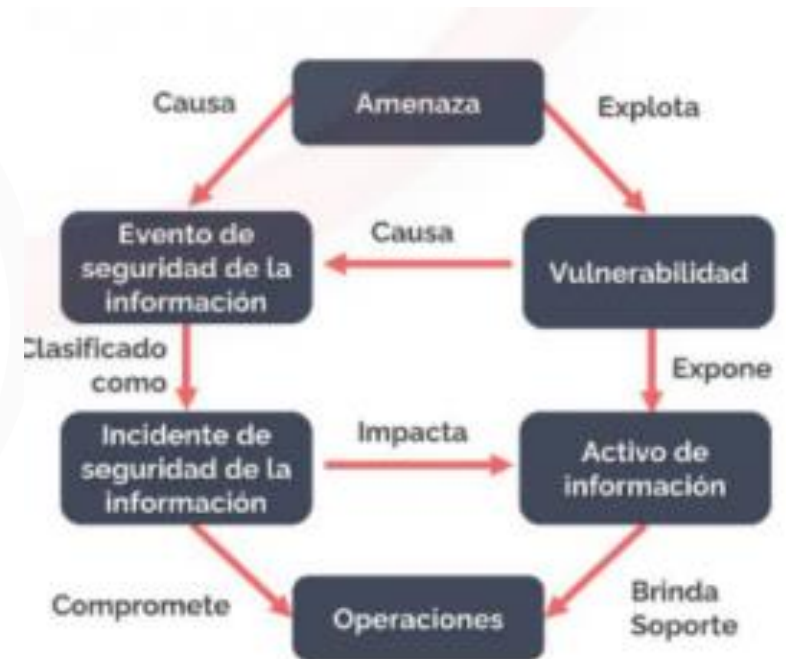 Causa
Amenaza
Explota
Evento de
seguridad de la
información
Causa
Vulnerabilidad
Clasificado
como
Expone
Incidente de
seguridad de la
información
Impacta
Activo de
información
Compromete
Operaciones
Brinda
Soporte